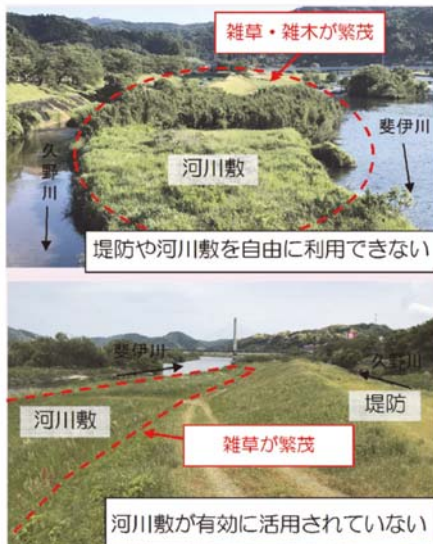 雑草・雑木が繁茂
斐伊川
久野川
河川敷
堤防や河川敷を自由に利用できない
斐伊川
久野川
河川敷
堤防
雑草が繁茂
河川敷が有効に活用されていない